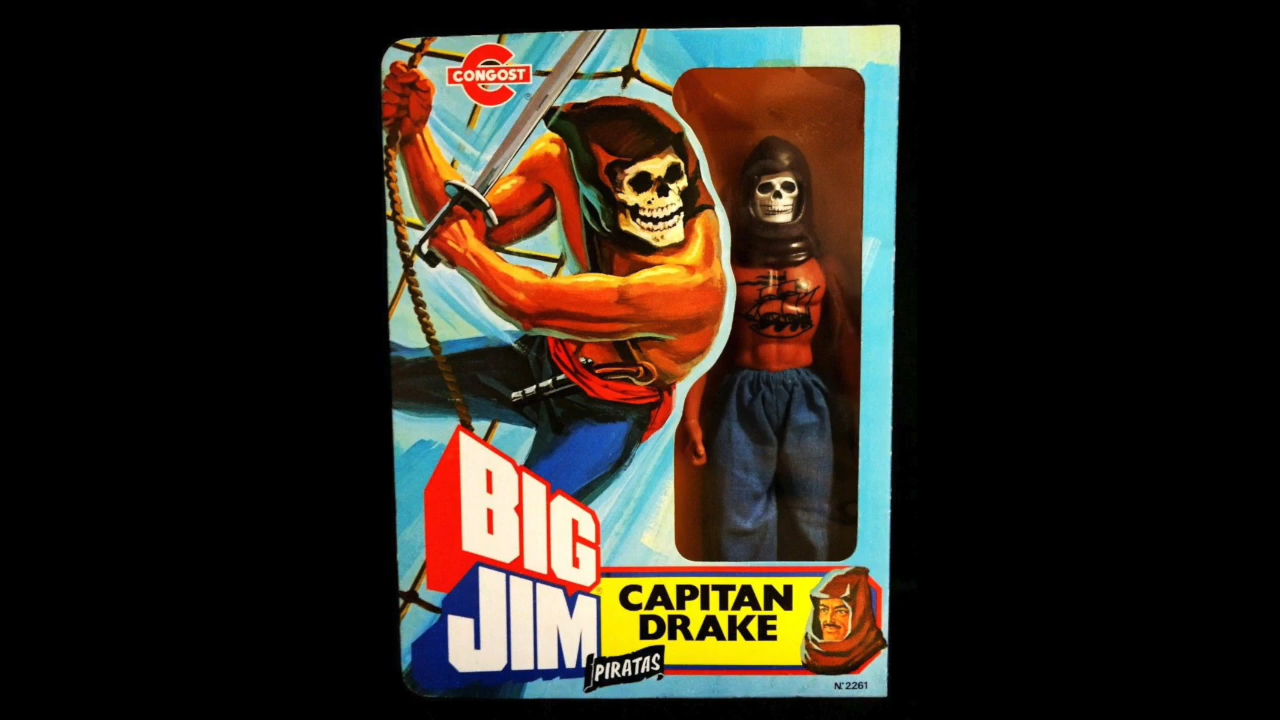 CONGOST
BIG
JIM
PIRATAS
CAPITAN
DRAKE
N.º 2261